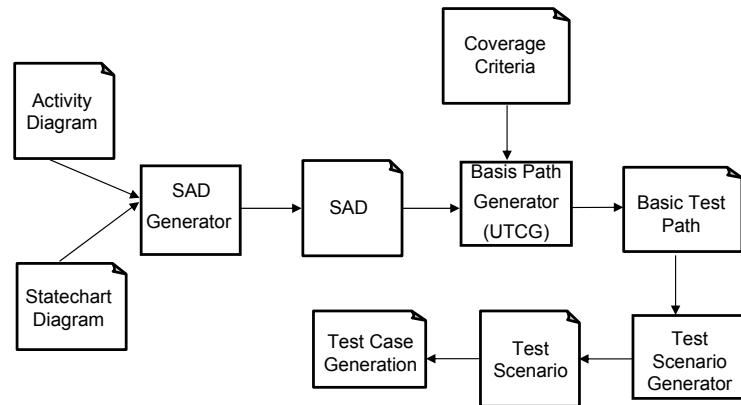 Coverage
Criteria
Activity
Diagram
SAD
Generator
SAD
Basis Path
Generator
(UTCG)
Basic Test
Path
Statechart
Diagram
Test Case
Generation
Test
Scenario
Test
Scenario
Generator